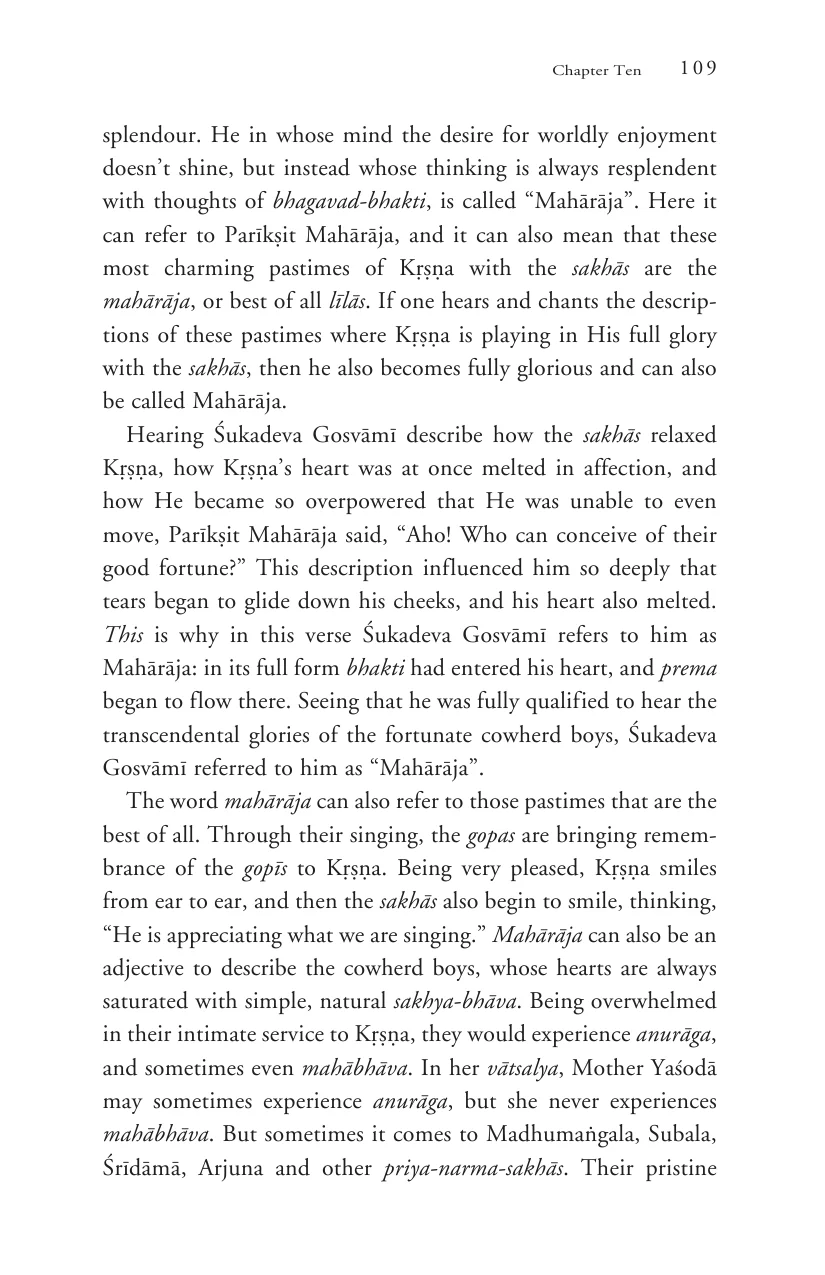 Chapter Ten 109
splendour. He in whose mind the desire for worldly enjoyment
doesn’t shine, but instead whose thinking is always resplendent
with thoughts of bhagavad-bhakti, is called “Mahārāja”. Here it
can refer to Parīkṣit Mahārāja, and it can also mean that these
most charming pastimes of Kṛṣṇa with the sakhās are the
mahārāja, or best of all līlās. If one hears and chants the descrip-
tions of these pastimes where Kṛṣṇa is playing in His full glory
with the sakhās, then he also becomes fully glorious and can also
be called Mahārāja.
Hearing Śukadeva Gosvāmī describe how the sakhās relaxed
Kṛṣṇa, how Kṛṣṇa’s heart was at once melted in affection, and
how He became so overpowered that He was unable to even
move, Parīkṣit Mahārāja said, “Aho! Who can conceive of their
good fortune?” This description influenced him so deeply that
tears began to glide down his cheeks, and his heart also melted.
This is why in this verse Śukadeva Gosvāmī refers to him as
Mahārāja: in its full form bhakti had entered his heart, and prema
began to flow there. Seeing that he was fully qualified to hear the
transcendental glories of the fortunate cowherd boys, Śukadeva
Gosvāmī referred to him as “Mahārāja”.
The word mahārāja can also refer to those pastimes that are the
best of all. Through their singing, the gopas are bringing remem-
brance of the gopīs to Kṛṣṇa. Being very pleased, Kṛṣṇa smiles
from ear to ear, and then the sakhās also begin to smile, thinking,
“He is appreciating what we are singing.” Mahārāja can also be an
adjective to describe the cowherd boys, whose hearts are always
saturated with simple, natural sakhya-bhāva. Being overwhelmed
in their intimate service to Kṛṣṇa, they would experience anurāga,
and sometimes even mahābhāva. In her vātsalya, Mother Yaśodā
may sometimes experience anurāga, but she never experiences
mahābhāva. But sometimes it comes to Madhumaṅgala, Subala,
Śrīdāmā, Arjuna and other priya-narma-sakhās. Their pristine